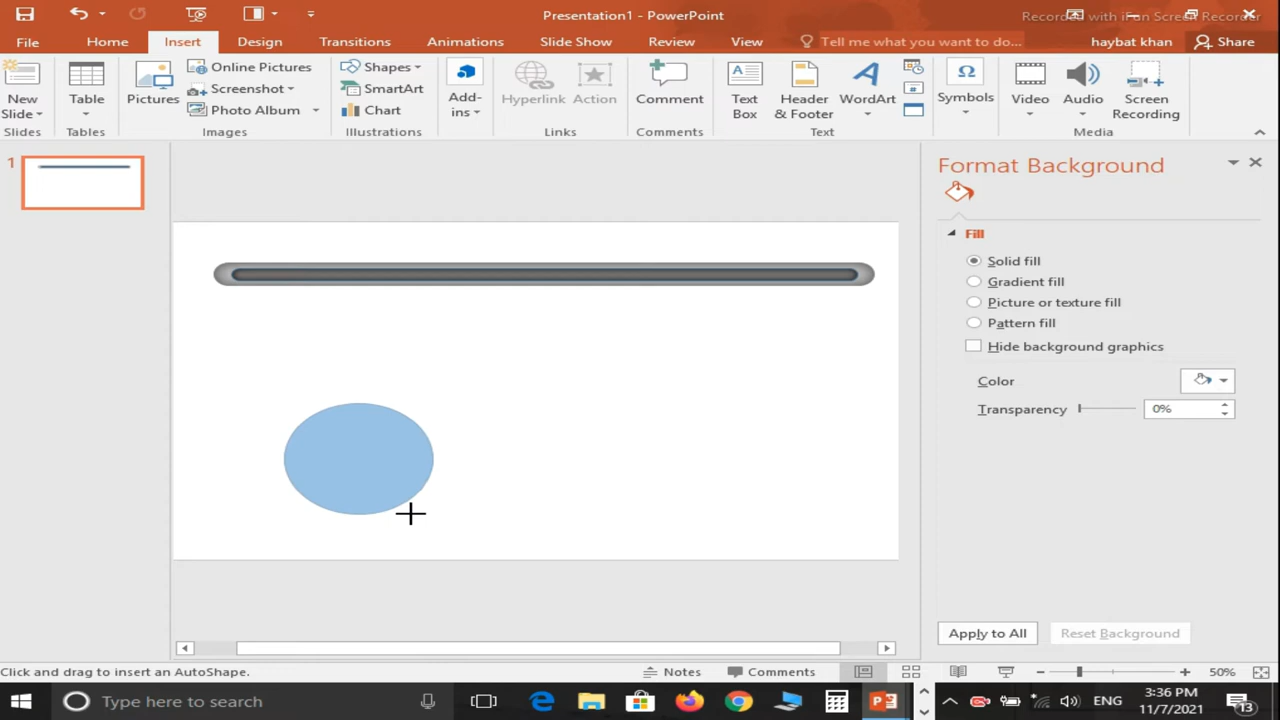 Presentation1 - PowerPoint
Recorded with iFun Screen Recorder
File Home Insert Design Transitions Animations Slide Show Review View Tell me what you want to do... haybat khan Share
New Slide
Slides
Table
Tables
Pictures
Online Pictures
Screenshot
Photo Album
Images
Shapes
SmartArt
Chart
Illustrations
Add-ins
Hyperlink
Action
Links
Comment
Comments
Text Box
Header & Footer
WordArt
Text
Symbols
Video
Audio
Screen Recording
Media
1
Format Background
Fill
Solid fill
Gradient fill
Picture or texture fill
Pattern fill
Hide background graphics
Color
Transparency 0%
Apply to All Reset Background
Click and drag to insert an AutoShape. Notes Comments 50%
Type here to search ENG 3:36 PM
11/7/2021 13